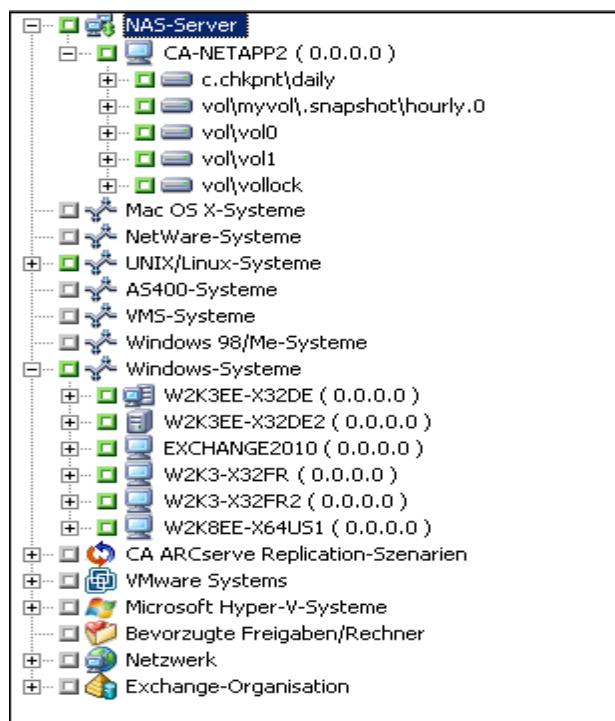 NAS-Server
CA-NETAPP2 ( 0.0.0.0 )
c.chkpnt\daily
vol\myvol\.snapshot\hourly.0
vol\vol0
vol\vol1
vol\vollock
Mac OS X-Systeme
NetWare-Systeme
UNIX/Linux-Systeme
AS400-Systeme
VMS-Systeme
Windows 98/Me-Systeme
Windows-Systeme
W2K3EE-X32DE ( 0.0.0.0 )
W2K3EE-X32DE2 ( 0.0.0.0 )
EXCHANGE2010 ( 0.0.0.0 )
W2K3-X32FR ( 0.0.0.0 )
W2K3-X32FR2 ( 0.0.0.0 )
W2K8EE-X64US1 ( 0.0.0.0 )
CA ARCserve Replication-Szenarien
VMware Systems
Microsoft Hyper-V-Systeme
Bevorzugte Freigaben/Rechner
Netzwerk
Exchange-Organisation